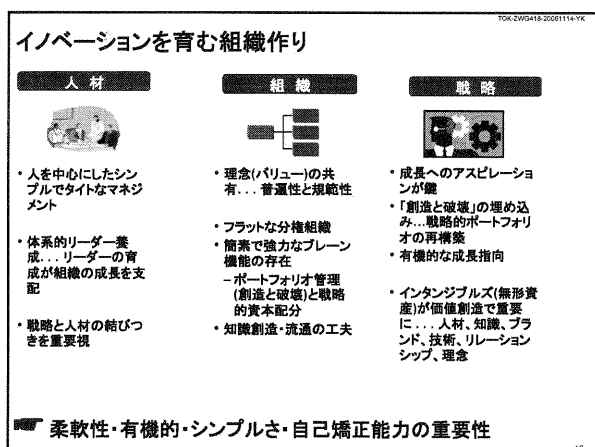 TOK-ZWG418-20061114-YK
イノベーションを育む組織作り
人 材
・人を中心にしたシン
プルでタイトなマネジ
メント
・体系的リーダー養
成...リーダーの育
成が組織の成長を支
配
・戦略と人材の結びつ
きを重要視
組 織
・理念(バリュー)の共
有...普遍性と規範性
・フラットな分権組織
・簡素で強力なブレーン
機能の存在
–ポートフォリオ管理
(創造と破壊)と戦略
的資本配分
・知識創造・流通の工夫
戦 略
・成長へのアスピレーショ
ンが鍵
・「創造と破壊」の埋め込
み...戦略的ポートフォリ
オの再構築
・有機的な成長指向
・インタンジブルズ(無形資
産)が価値創造で重要
に...人材、知識、ブラ
ンド、技術、リレーション
シップ、理念
柔軟性・有機的・シンプルさ・自己矯正能力の重要性